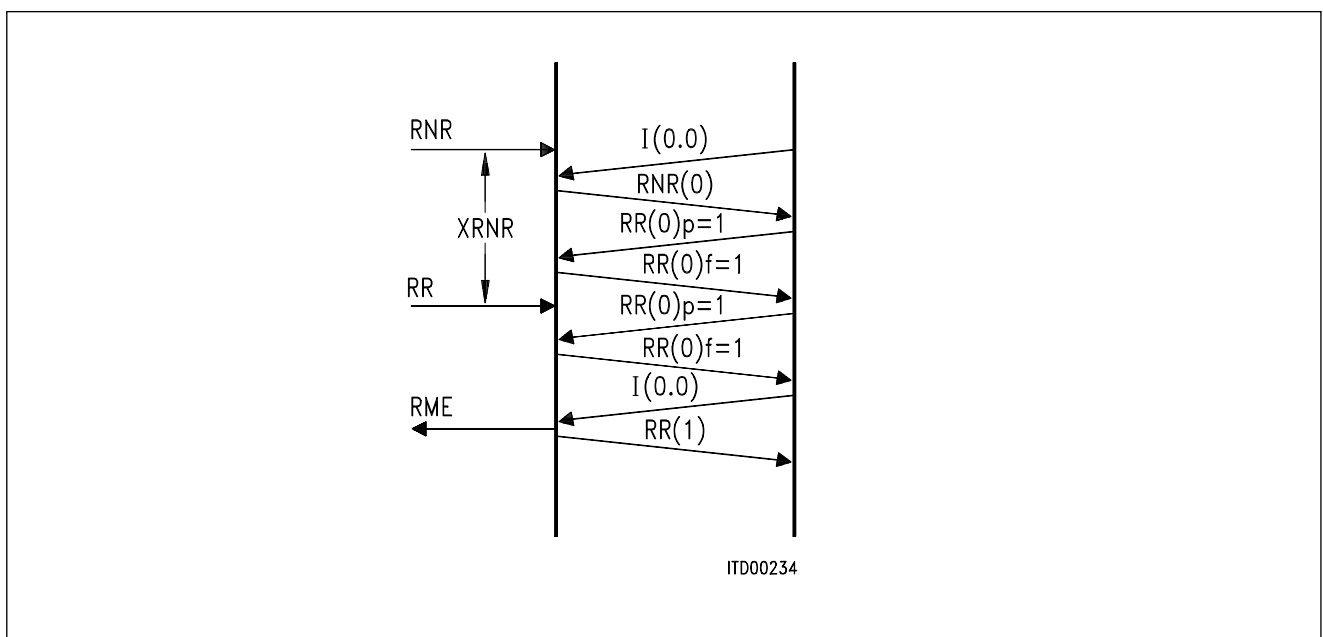 RNR
I(0.0)
RNR(0)
XRNR
RR(0)p=1
RR(0)f=1
RR
RR(0)p=1
RR(0)f=1
I(0.0)
RME
RR(1)
ITD00234